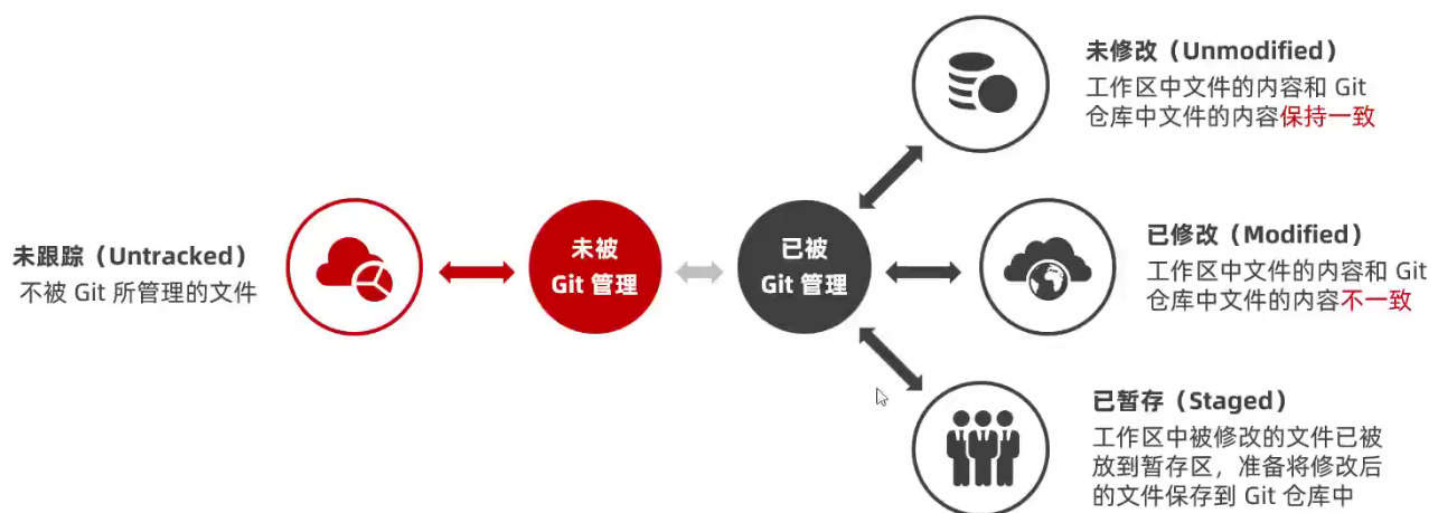 未修改（Unmodified）
工作区中文件的内容和 Git
仓库中文件的内容保持一致
未跟踪（Untracked）
不被 Git 所管理的文件
未被
Git 管理
已被
Git 管理
已修改（Modified）
工作区中文件的内容和 Git
仓库中文件的内容不一致
已暂存（Staged）
工作区中被修改的文件已被
放到暂存区，准备将修改后
的文件保存到 Git 仓库中